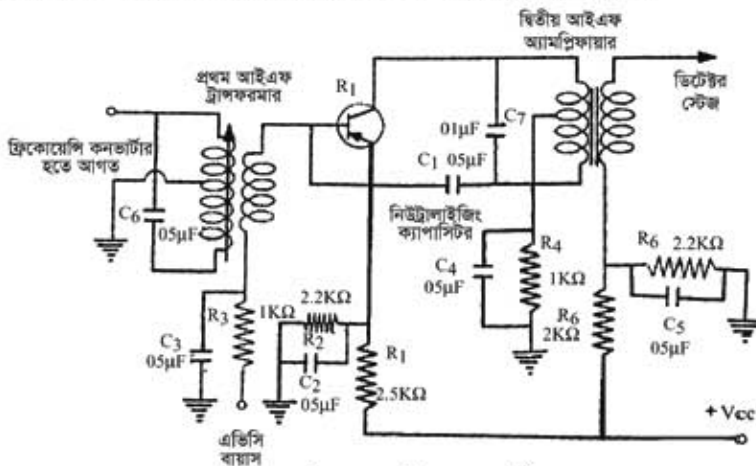 দ্বিতীয় আইএফ
অ্যামপ্লিফায়ার
প্রথম আইএফ
ট্রান্সফরমার
R1
ডিটেক্টর
স্টেজ
ফ্রিকোয়েন্সি কনভার্টার
হতে আগত
C7
01µF
C1
05µF
C6
05µF
নিউট্রালাইজিং
ক্যাপাসিটর
R4
1KΩ
C4
05µF
R6
2.2KΩ
C5
05µF
R6
2KΩ
R3
1KΩ
2.2KΩ
R2
C2
05µF
C3
05µF
R1
2.5KΩ
+ Vcc
এভিসি
বায়াস